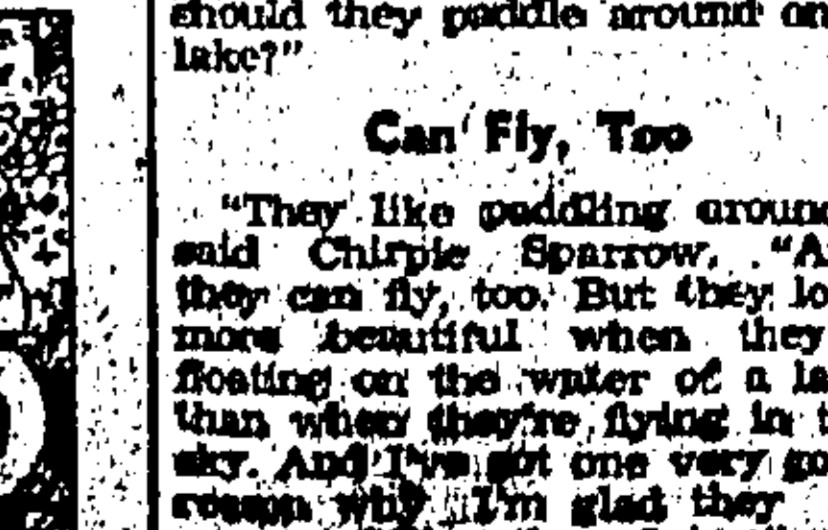 should they paddle around on
lake?"
Can Fly, Too
"They like paddling aroun
said Chirpie Sparrow. "A
they can fly, too. But they lo
more beautiful when they
floating on the water of a la
than when they're flying in t
sky. And I've got one very go
reason why I'm glad they